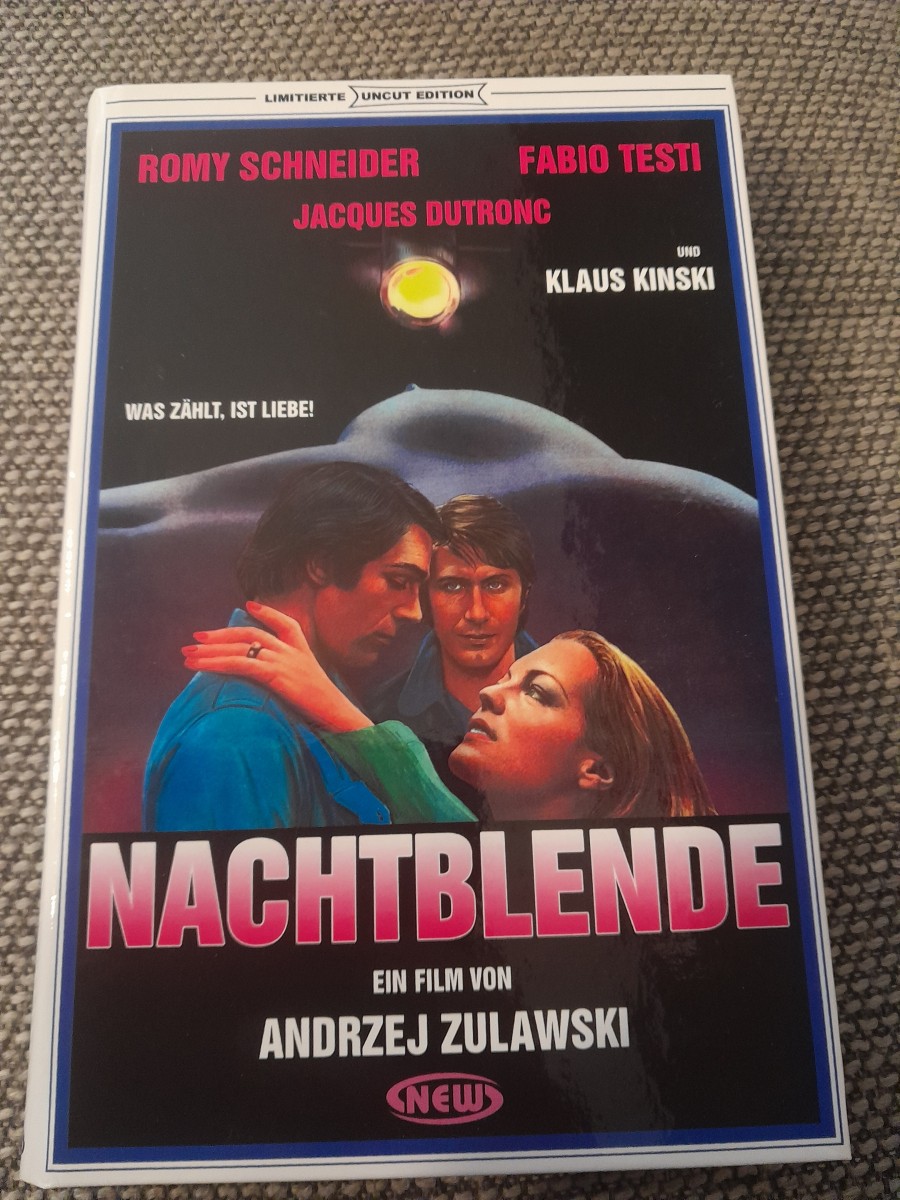 LIMITIERTE UNCUT EDITION
ROMY SCHNEIDER FABIO TESTI
JACQUES DUTRONC
UND
KLAUS KINSKI
WAS ZÄHLT, IST LIEBE!
NACHTBLENDE
EIN FILM VON
ANDRZEJ ZULAWSKI
NEW